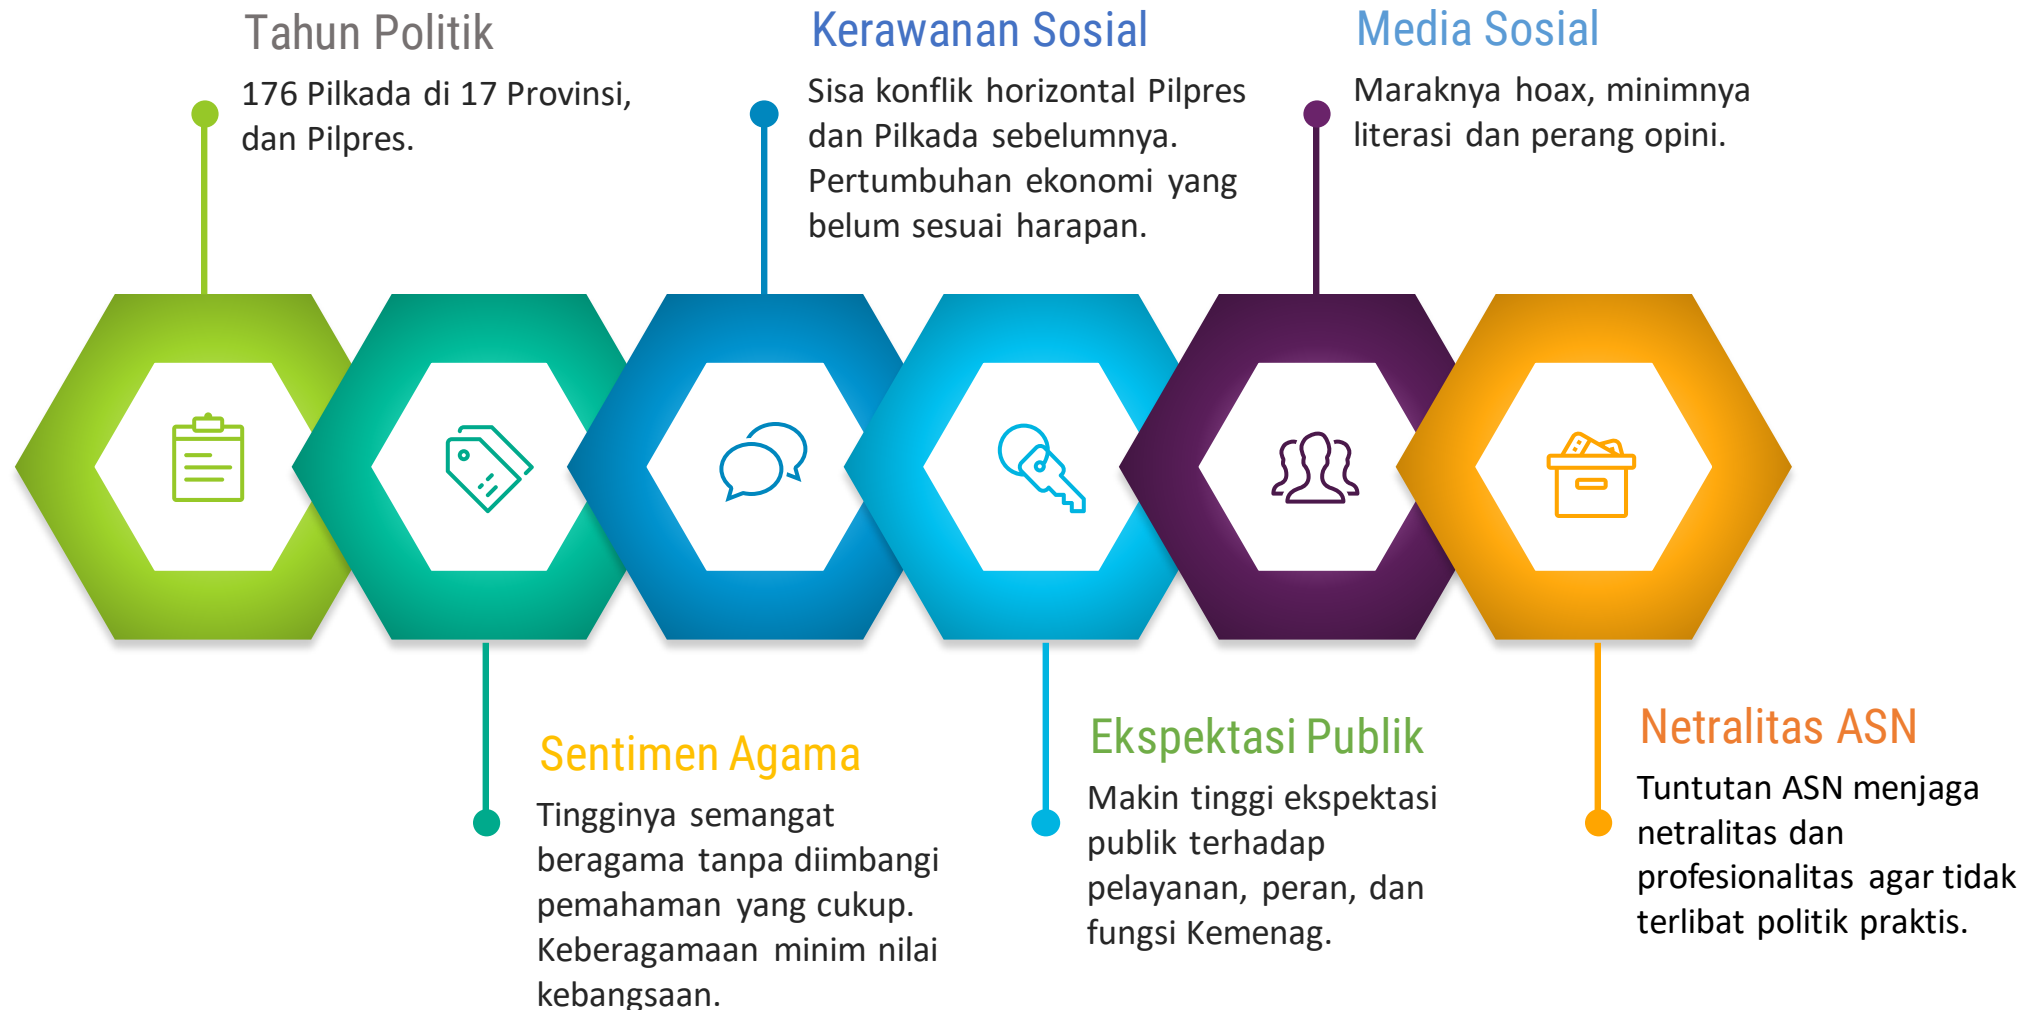 Tahun Politik
176 Pilkada di 17 Provinsi,
dan Pilpres.
Kerawanan Sosial
Sisa konflik horizontal Pilpres
dan Pilkada sebelumnya.
Pertumbuhan ekonomi yang
belum sesuai harapan.
Media Sosial
Maraknya hoax, minimnya
literasi dan perang opini.
Sentimen Agama
Tingginya semangat
beragama tanpa diimbangi
pemahaman yang cukup.
Keberagamaan minim nilai
kebangsaan.
Ekspektasi Publik
Makin tinggi ekspektasi
publik terhadap
pelayanan, peran, dan
fungsi Kemenag.
Netralitas ASN
Tuntutan ASN menjaga
netralitas dan
profesionalitas agar tidak
terlibat politik praktis.